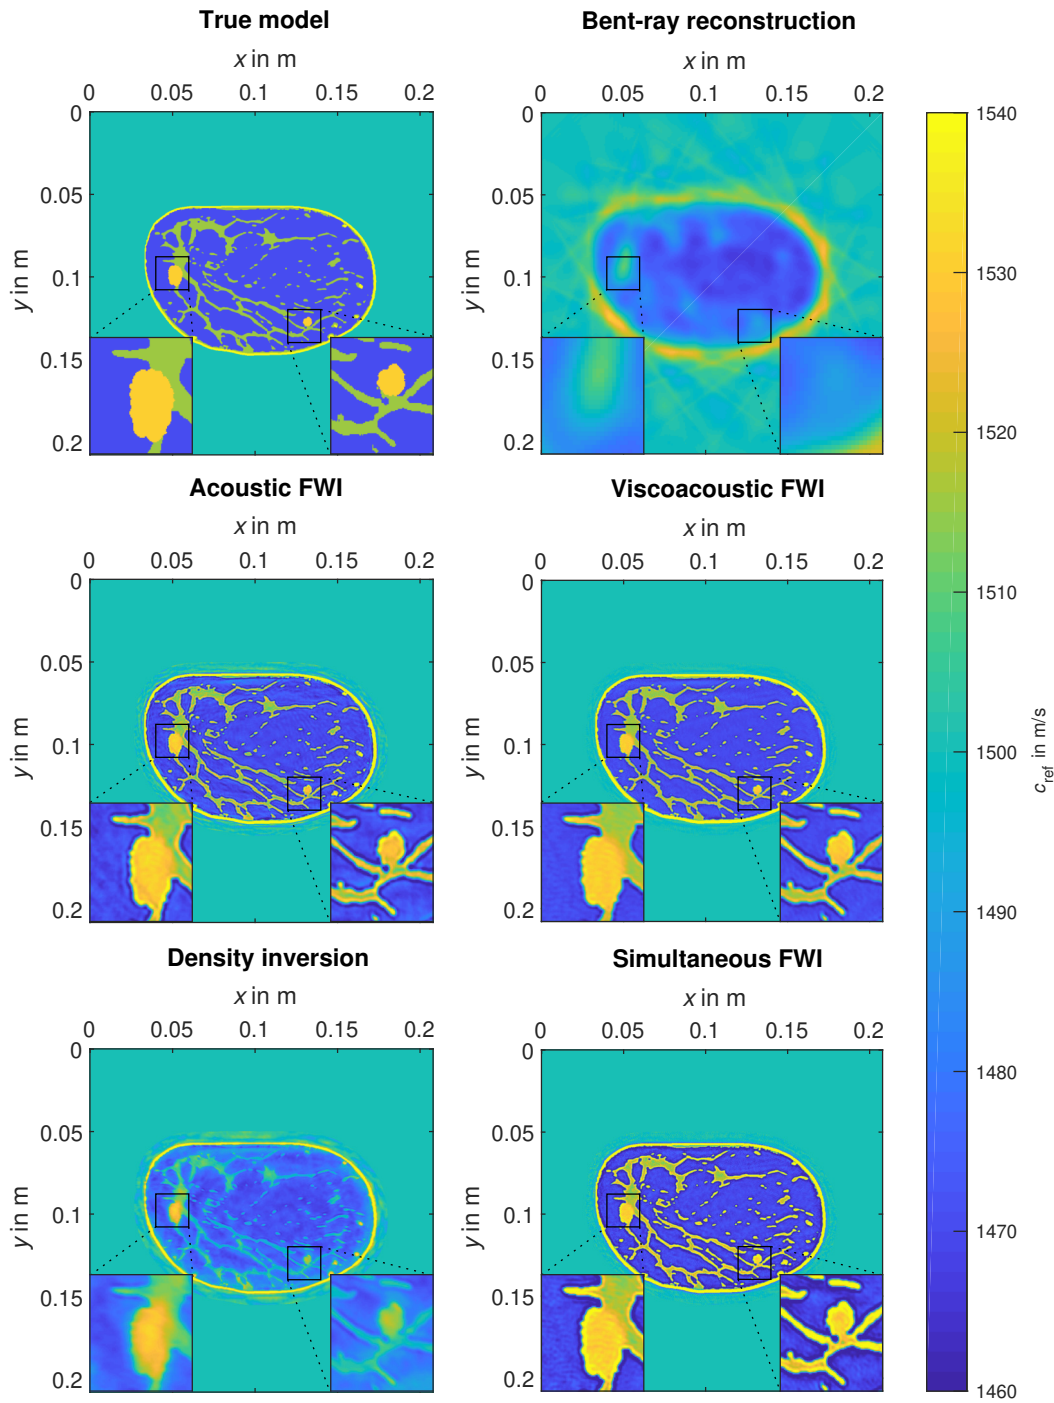 True model
Bent-ray reconstruction
x in m
x in m
0 0.05 0.1 0.15 0.2
0 0.05 0.1 0.15 0.2
0
0.05
0.1
0.15
0.2
y in m
0
0.05
0.1
0.15
0.2
y in m
Acoustic FWI
Viscoacoustic FWI
x in m
x in m
0 0.05 0.1 0.15 0.2
0 0.05 0.1 0.15 0.2
0
0.05
0.1
0.15
0.2
y in m
0
0.05
0.1
0.15
0.2
y in m
Density inversion
Simultaneous FWI
x in m
x in m
0 0.05 0.1 0.15 0.2
0 0.05 0.1 0.15 0.2
0
0.05
0.1
0.15
0.2
y in m
0
0.05
0.1
0.15
0.2
y in m
1540
1530
1520
1510
1500
1490
1480
1470
1460
c_ref in m/s